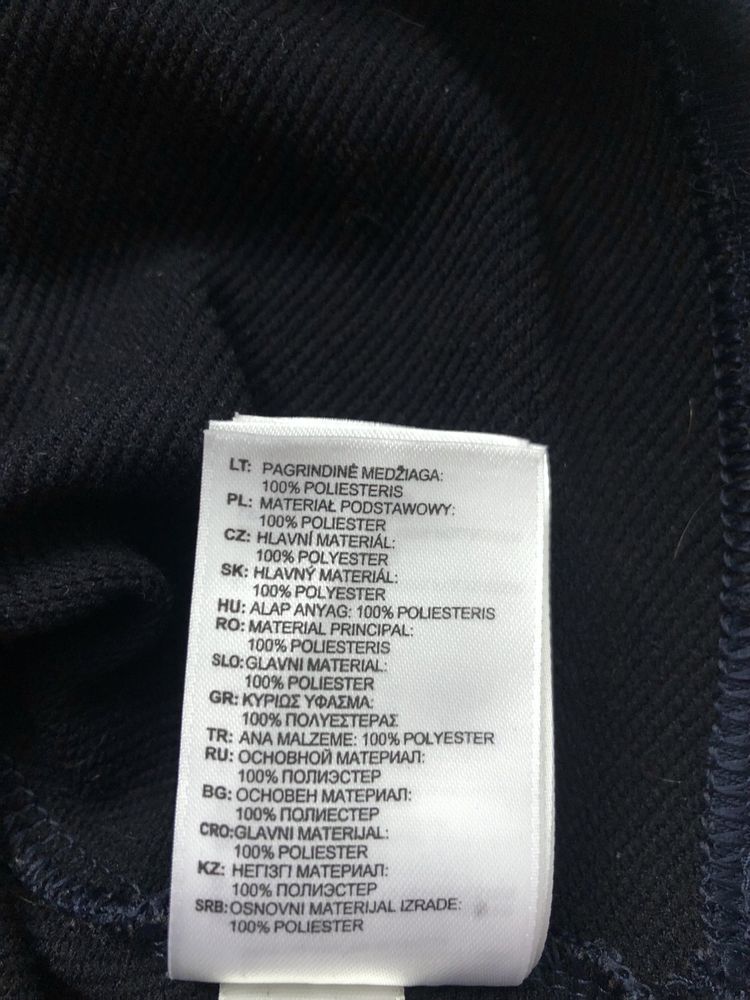 LT: PAGRINDINĖ MEDŽIAGA:
100% POLIESTERIS
PL: MATERIAŁ PODSTAWOWY:
100% POLIESTER
CZ: HLAVNÍ MATERIÁL:
100% POLYESTER
SK: HLAVNÝ MATERIÁL:
100% POLYESTER
HU: ALAP ANYAG: 100% POLIESTERIS
RO: MATERIAL PRINCIPAL:
100% POLIESTERIS
SLO: GLAVNI MATERIAL:
100% POLIESTER
GR: ΚΥΡΙΩΣ ΥΦΑΣΜΑ:
100% ΠΟΛΥΕΣΤΕΡΑΣ
TR: ANA MALZEME: 100% POLYESTER
RU: ОСНОВНОЙ МАТЕРИАЛ:
100% ПОЛИЭСТЕР
BG: ОСНОВЕН МАТЕРИАЛ:
100% ПОЛИЕСТЕР
CRO: GLAVNI MATERIJAL:
100% POLIESTER
KZ: НЕГІЗГІ МАТЕРИАЛ:
100% ПОЛИЭСТЕР
SRB: OSNOVNI MATERIJAL IZRADE:
100% POLIESTER